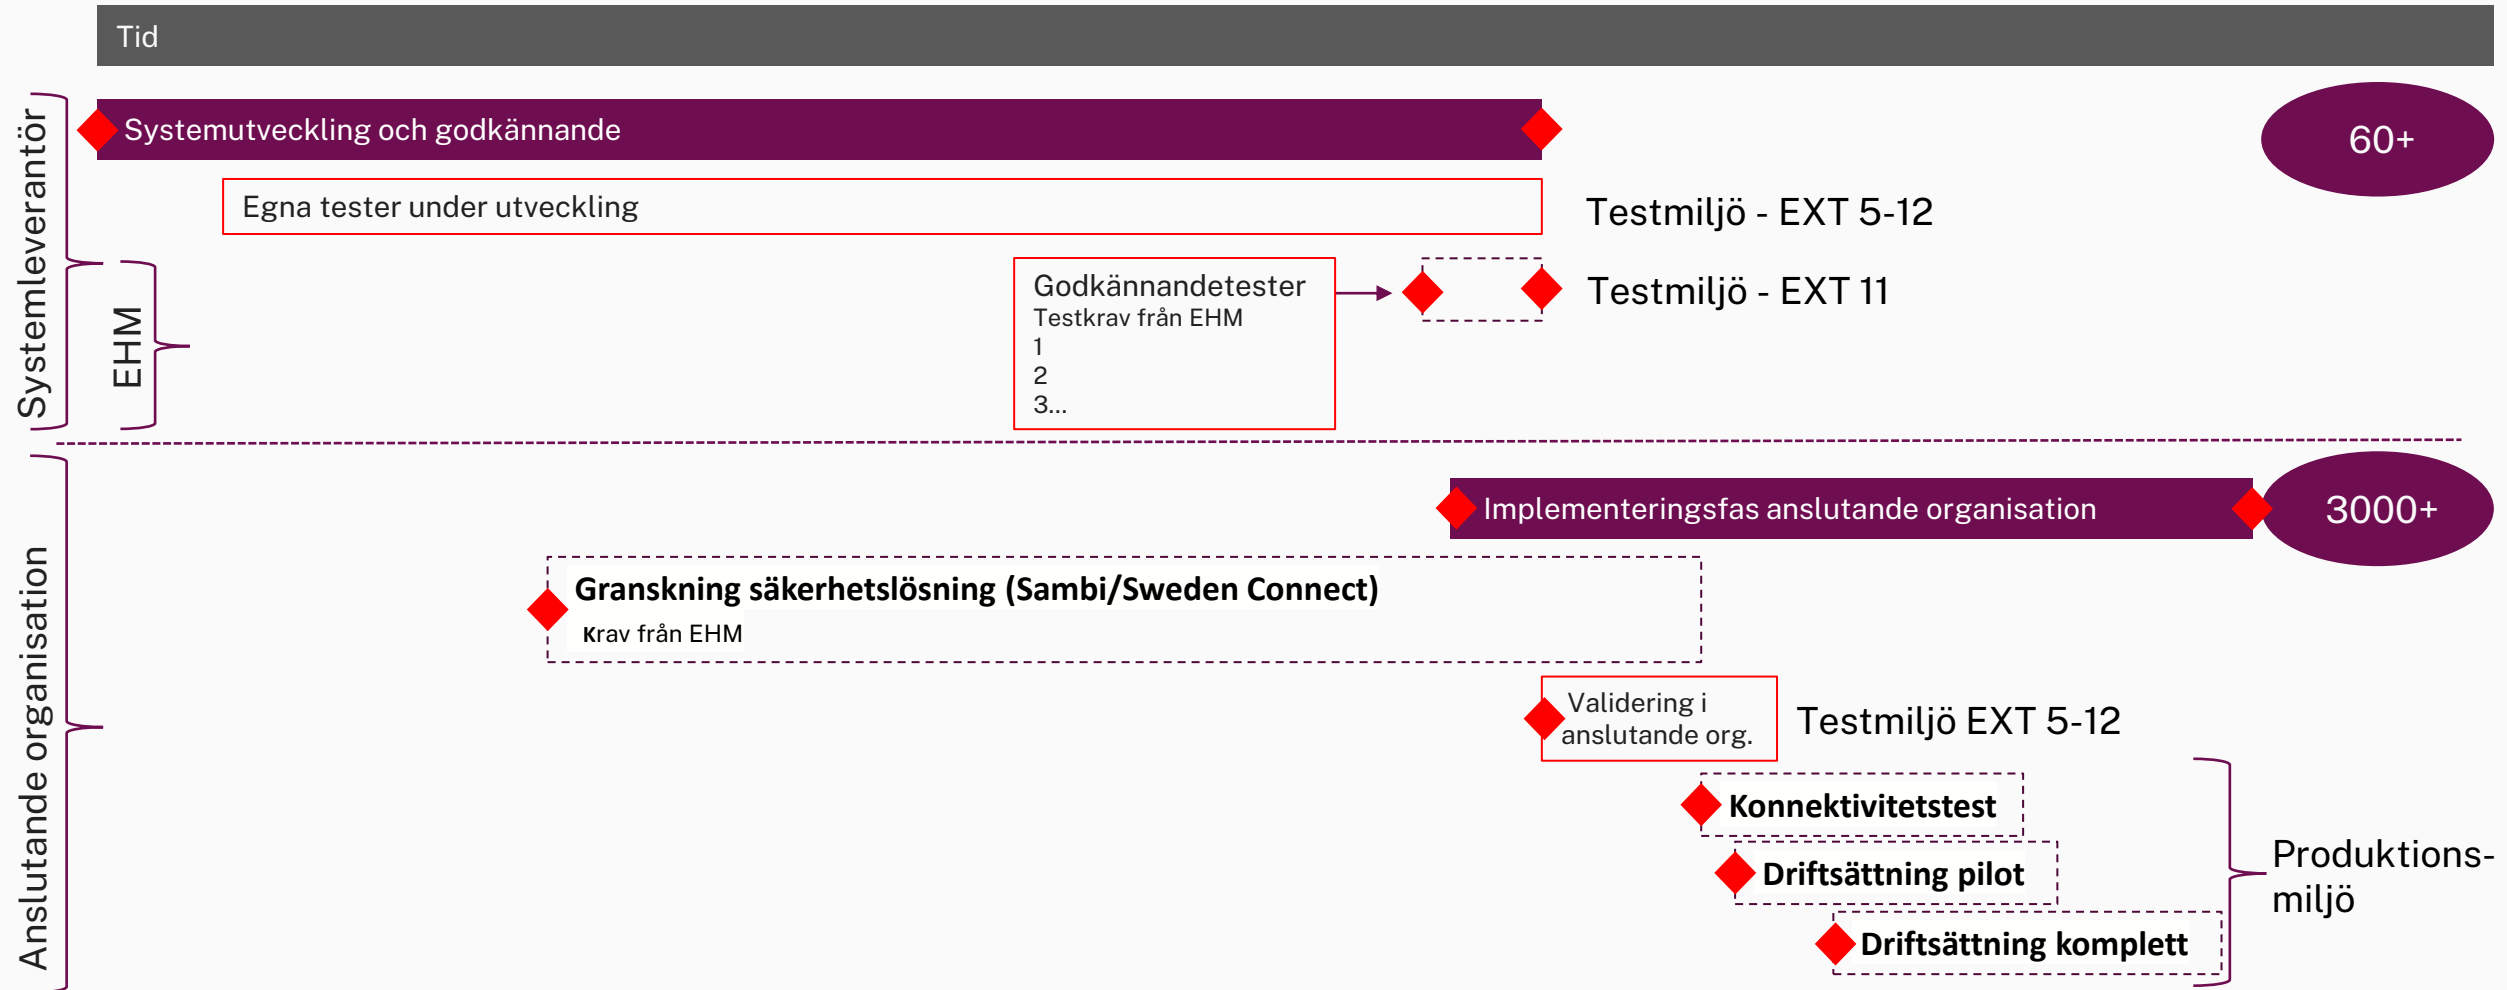 Tid
Systemleverantör
Systemutveckling och godkännande
60+
Egna tester under utveckling
Testmiljö - EXT 5-12
EHM
Godkännandetester
Testkrav från EHM
1
2
3...
Testmiljö - EXT 11
Anslutande organisation
Implementeringsfas anslutande organisation
3000+
Granskning säkerhetslösning (Sambi/Sweden Connect)
Krav från EHM
Validering i
anslutande org.
Testmiljö EXT 5-12
Konnektivitetstest
Driftsättning pilot
Driftsättning komplett
Produktions-
miljö